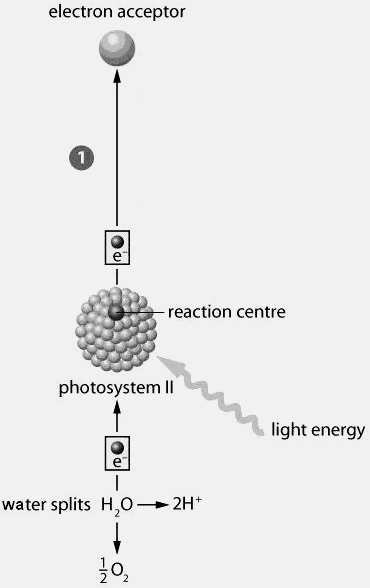 electron acceptor
1
e⁻
reaction centre
photosystem II
light energy
e⁻
water splits H₂O → 2H⁺
½O₂